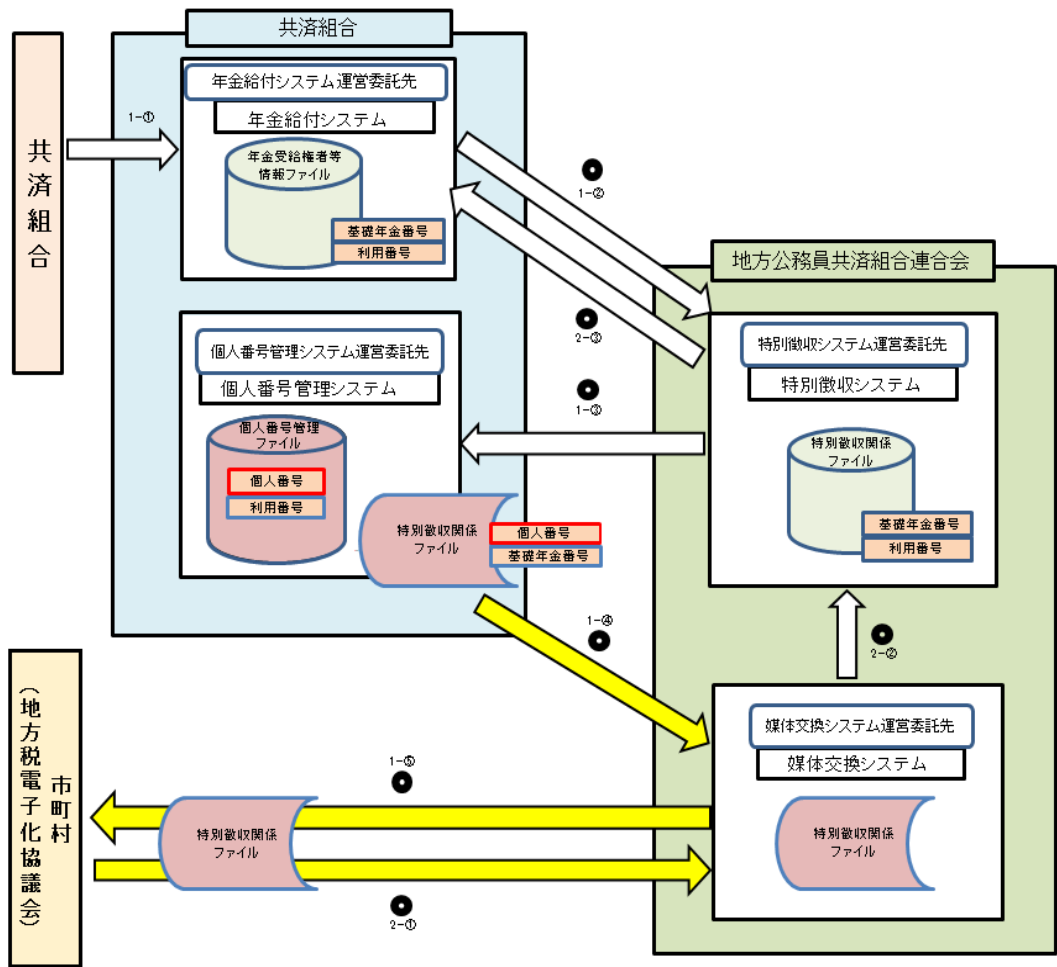 共済組合
共済組合
年金給付システム運営委託先
年金給付システム
1-①
年金受給権者等
情報ファイル
基礎年金番号
利用番号
1-②
地方公務員共済組合連合会
2-③
個人番号管理システム運営委託先
個人番号管理システム
特別徴収システム運営委託先
特別徴収システム
1-③
個人番号管理
ファイル
個人番号
利用番号
特別徴収関係
ファイル
個人番号
基礎年金番号
特別徴収関係
ファイル
基礎年金番号
利用番号
1-④
2-②
市町村
（地方税電子化協議会）
媒体交換システム運営委託先
媒体交換システム
1-⑤
特別徴収関係
ファイル
特別徴収関係
ファイル
2-①